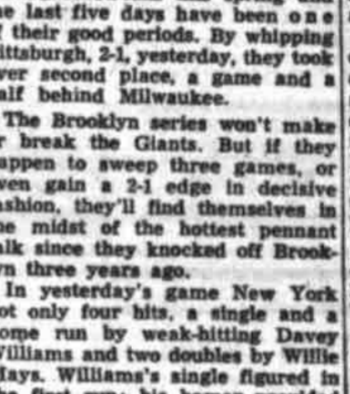 he last five days have been one
f their good periods. By whipping
ittsburgh, 2-1, yesterday, they took
ver second place, a game and a
alf behind Milwaukee.
The Brooklyn series won't make
r break the Giants. But if they
appen to sweep three games, or
ven gain a 2-1 edge in decisive
ashion, they'll find themselves in
he midst of the hottest pennant
alk since they knocked off Brook-
yn three years ago.
In yesterday's game New York
ot only four hits, a single and a
ome run by weak-hitting Davey
Williams and two doubles by Willie
Mays. Williams's single figured in